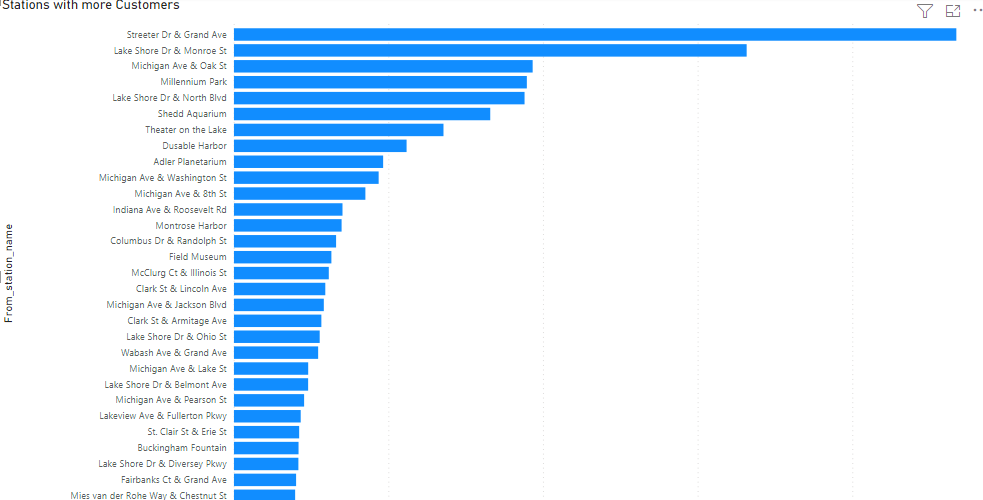 Stations with more Customers
From_station_name
Streeter Dr & Grand Ave
Lake Shore Dr & Monroe St
Michigan Ave & Oak St
Millennium Park
Lake Shore Dr & North Blvd
Shedd Aquarium
Theater on the Lake
Dusable Harbor
Adler Planetarium
Michigan Ave & Washington St
Michigan Ave & 8th St
Indiana Ave & Roosevelt Rd
Montrose Harbor
Columbus Dr & Randolph St
Field Museum
McClurg Ct & Illinois St
Clark St & Lincoln Ave
Michigan Ave & Jackson Blvd
Clark St & Armitage Ave
Lake Shore Dr & Ohio St
Wabash Ave & Grand Ave
Michigan Ave & Lake St
Lake Shore Dr & Belmont Ave
Michigan Ave & Pearson St
Lakeview Ave & Fullerton Pkwy
St. Clair St & Erie St
Buckingham Fountain
Lake Shore Dr & Diversey Pkwy
Fairbanks Ct & Grand Ave
Mies van der Rohe Way & Chestnut St